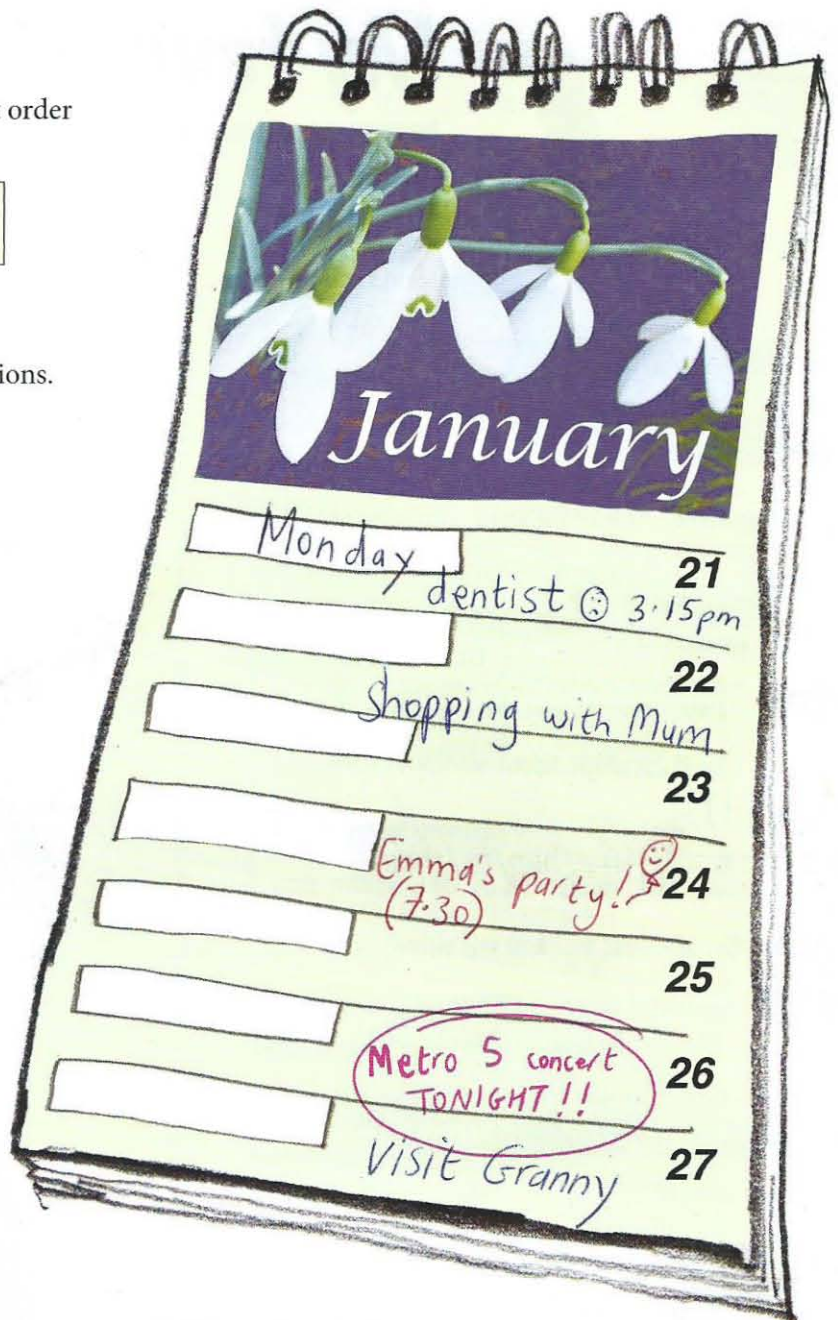 order
ions.
January
Monday
21
dentist 3.15pm
22
Shopping with Mum
23
Emma's party!
24
(7.30)
25
Metro 5 concert
26
TONIGHT!!
Visit Granny
27